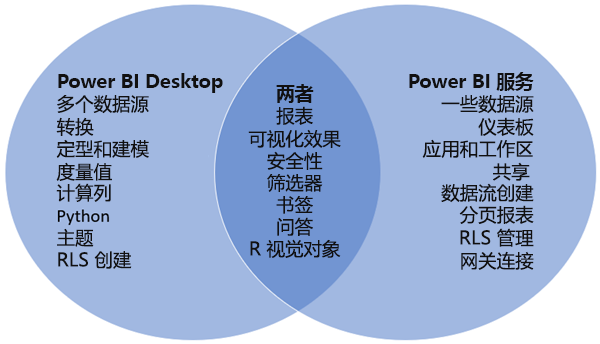 Power BI Desktop
多个数据源
转换
定型和建模
度量值
计算列
Python
主题
RLS 创建
两者
报表
可视化效果
安全性
筛选器
书签
问答
R 视觉对象
Power BI 服务
一些数据源
仪表板
应用和工作区
共享
数据流创建
分页报表
RLS 管理
网关连接